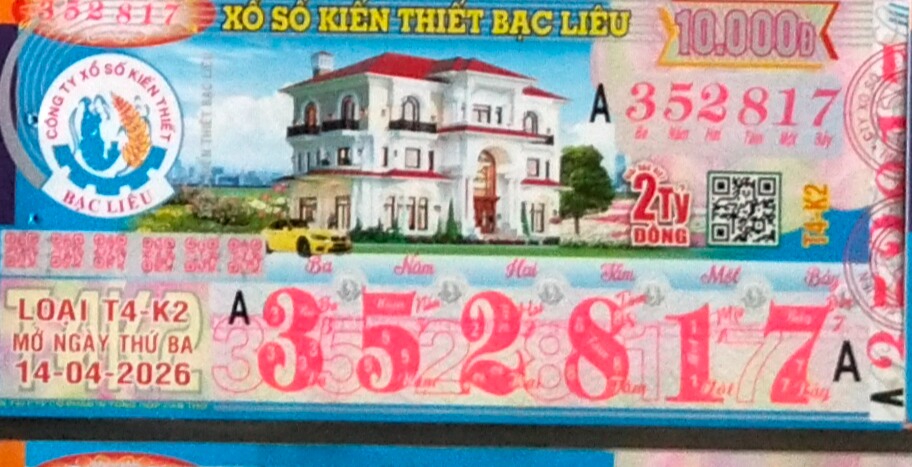 352817
XỔ SỐ KIẾN THIẾT BẠC LIÊU
10.000Đ
CÔNG TY XỔ SỐ KIẾN THIẾT
BẠC LIÊU
A 352817
Ba Năm Hai Tám Một Bảy
2 TỶ
ĐỒNG
T4-K2
Ba Năm Hai Tám Một Bảy
LOẠI T4-K2
MỞ NGÀY THỨ BA
14-04-2026
A 352817 A